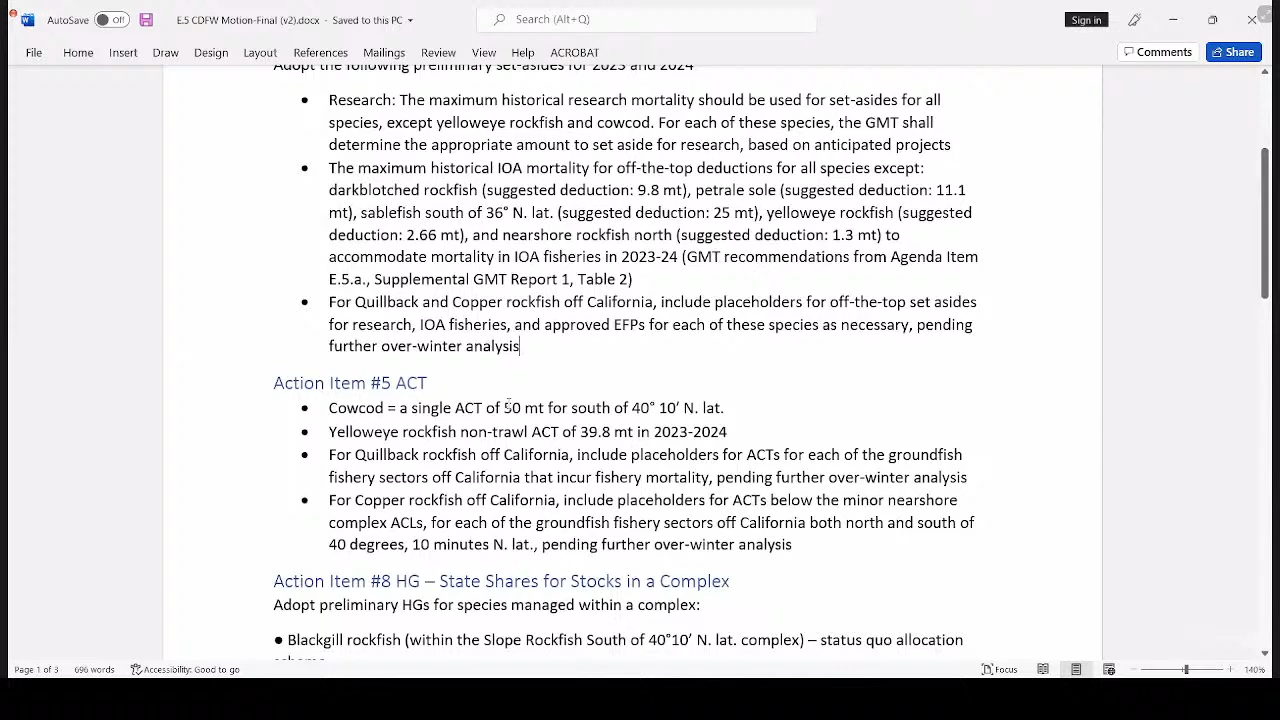 AutoSave Off E.5 CDFW Motion-Final (v2).docx - Saved to this PC Search (Alt+Q) Sign in
File Home Insert Draw Design Layout References Mailings Review View Help ACROBAT Comments Share
Adopt the following preliminary set-asides for 2023 and 2024
• Research: The maximum historical research mortality should be used for set-asides for all
species, except yelloweye rockfish and cowcod. For each of these species, the GMT shall
determine the appropriate amount to set aside for research, based on anticipated projects
• The maximum historical IOA mortality for off-the-top deductions for all species except:
darkblotched rockfish (suggested deduction: 9.8 mt), petrale sole (suggested deduction: 11.1
mt), sablefish south of 36° N. lat. (suggested deduction: 25 mt), yelloweye rockfish (suggested
deduction: 2.66 mt), and nearshore rockfish north (suggested deduction: 1.3 mt) to
accommodate mortality in IOA fisheries in 2023-24 (GMT recommendations from Agenda Item
E.5.a., Supplemental GMT Report 1, Table 2)
• For Quillback and Copper rockfish off California, include placeholders for off-the-top set asides
for research, IOA fisheries, and approved EFPs for each of these species as necessary, pending
further over-winter analysis
Action Item #5 ACT
• Cowcod = a single ACT of 50 mt for south of 40° 10’ N. lat.
• Yelloweye rockfish non-trawl ACT of 39.8 mt in 2023-2024
• For Quillback rockfish off California, include placeholders for ACTs for each of the groundfish
fishery sectors off California that incur fishery mortality, pending further over-winter analysis
• For Copper rockfish off California, include placeholders for ACTs below the minor nearshore
complex ACLs, for each of the groundfish fishery sectors off California both north and south of
40 degrees, 10 minutes N. lat., pending further over-winter analysis
Action Item #8 HG – State Shares for Stocks in a Complex
Adopt preliminary HGs for species managed within a complex:
● Blackgill rockfish (within the Slope Rockfish South of 40°10’ N. lat. complex) – status quo allocation
Page 1 of 3 696 words Accessibility: Good to go Focus 140%